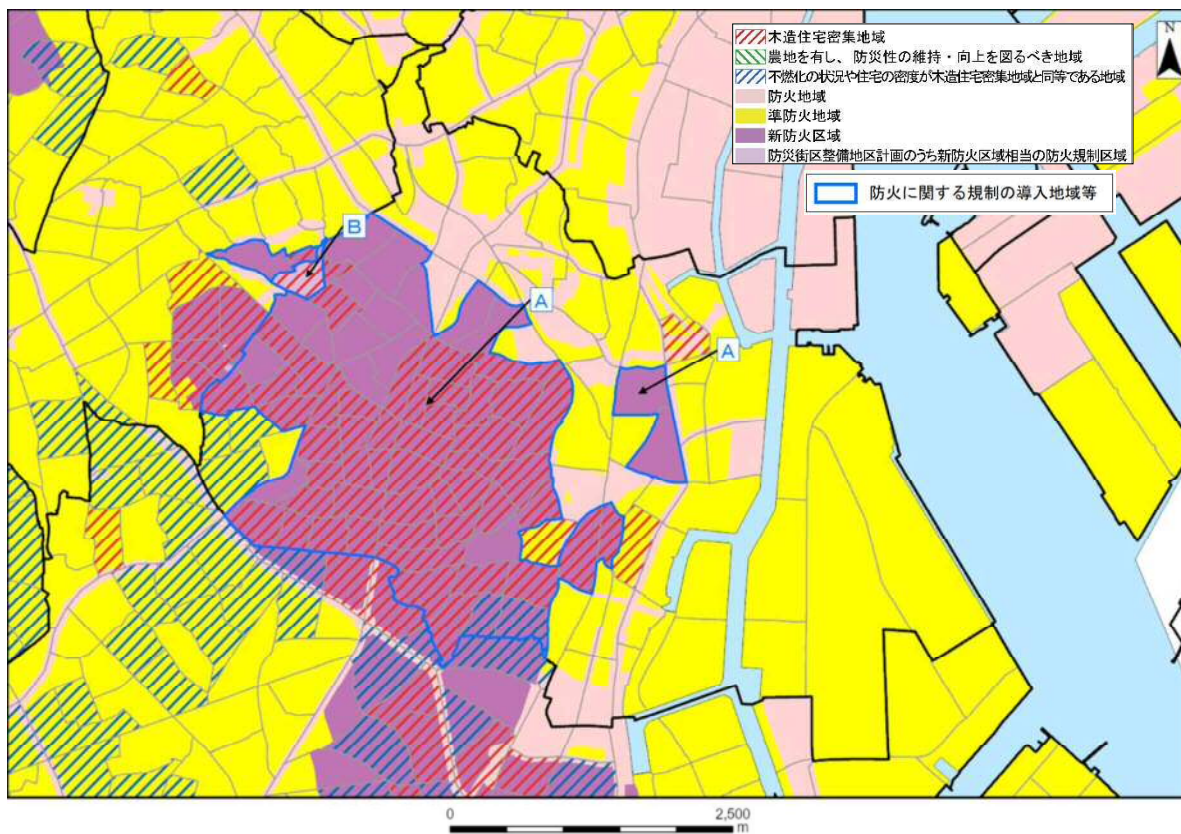 木造住宅密集地域
農地を有し、防災性の維持・向上を図るべき地域
不燃化の状況や住宅の密度が木造住宅密集地域と同等である地域
防火地域
準防火地域
新防火区域
防災街区整備地区計画のうち新防火区域相当の防火規制区域
防火に関する規制の導入地域等
N
B
A
A
0 2,500
m